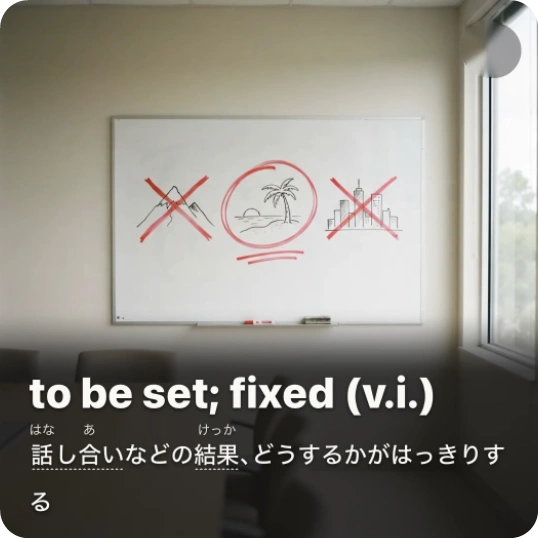 to be set; fixed (v.i.)
はな あ けっか
話し合いなどの結果、どうするかがはっきりす
る